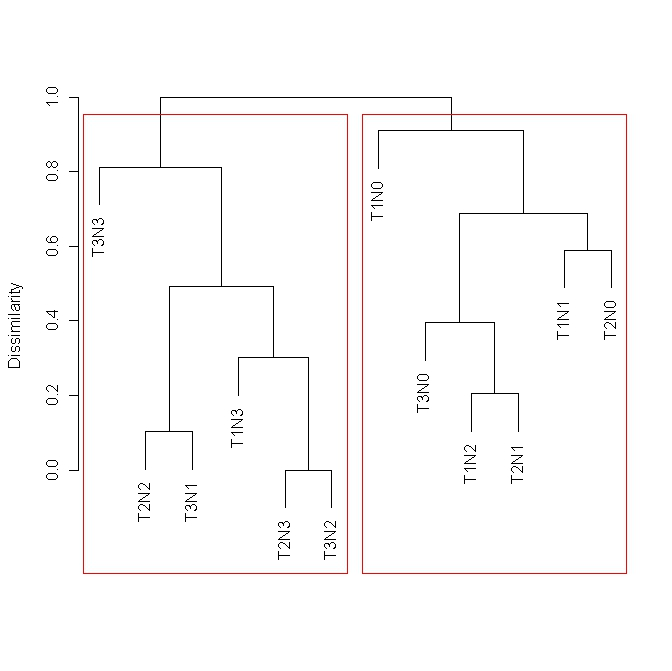 Dissimilarity
1.0
0.8
0.6
0.4
0.2
0.0
T3N3
T2N2
T3N1
T1N3
T2N3
T3N2
T1N0
T3N0
T1N2
T2N1
T1N1
T2N0